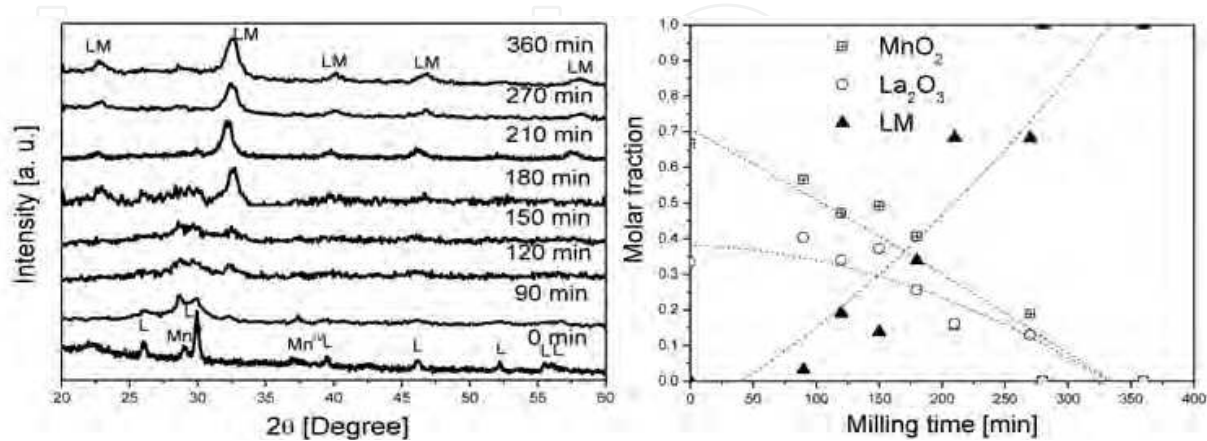 LM
LM
360 min
LM
LM
LM
270 min
210 min
180 min
150 min
120 min
90 min
L
Mn
L
0 min
Mn
L
L
L
L
L
20 25 30 35 40 45 50 55 60
2θ [Degree]
Intensity [a. u.]
1.0
0.9
0.8
0.7
0.6
0.5
0.4
0.3
0.2
0.1
0.0
MnO2
La2O3
LM
0 50 100 150 200 250 300 350 400
Milling time [min]
Molar fraction